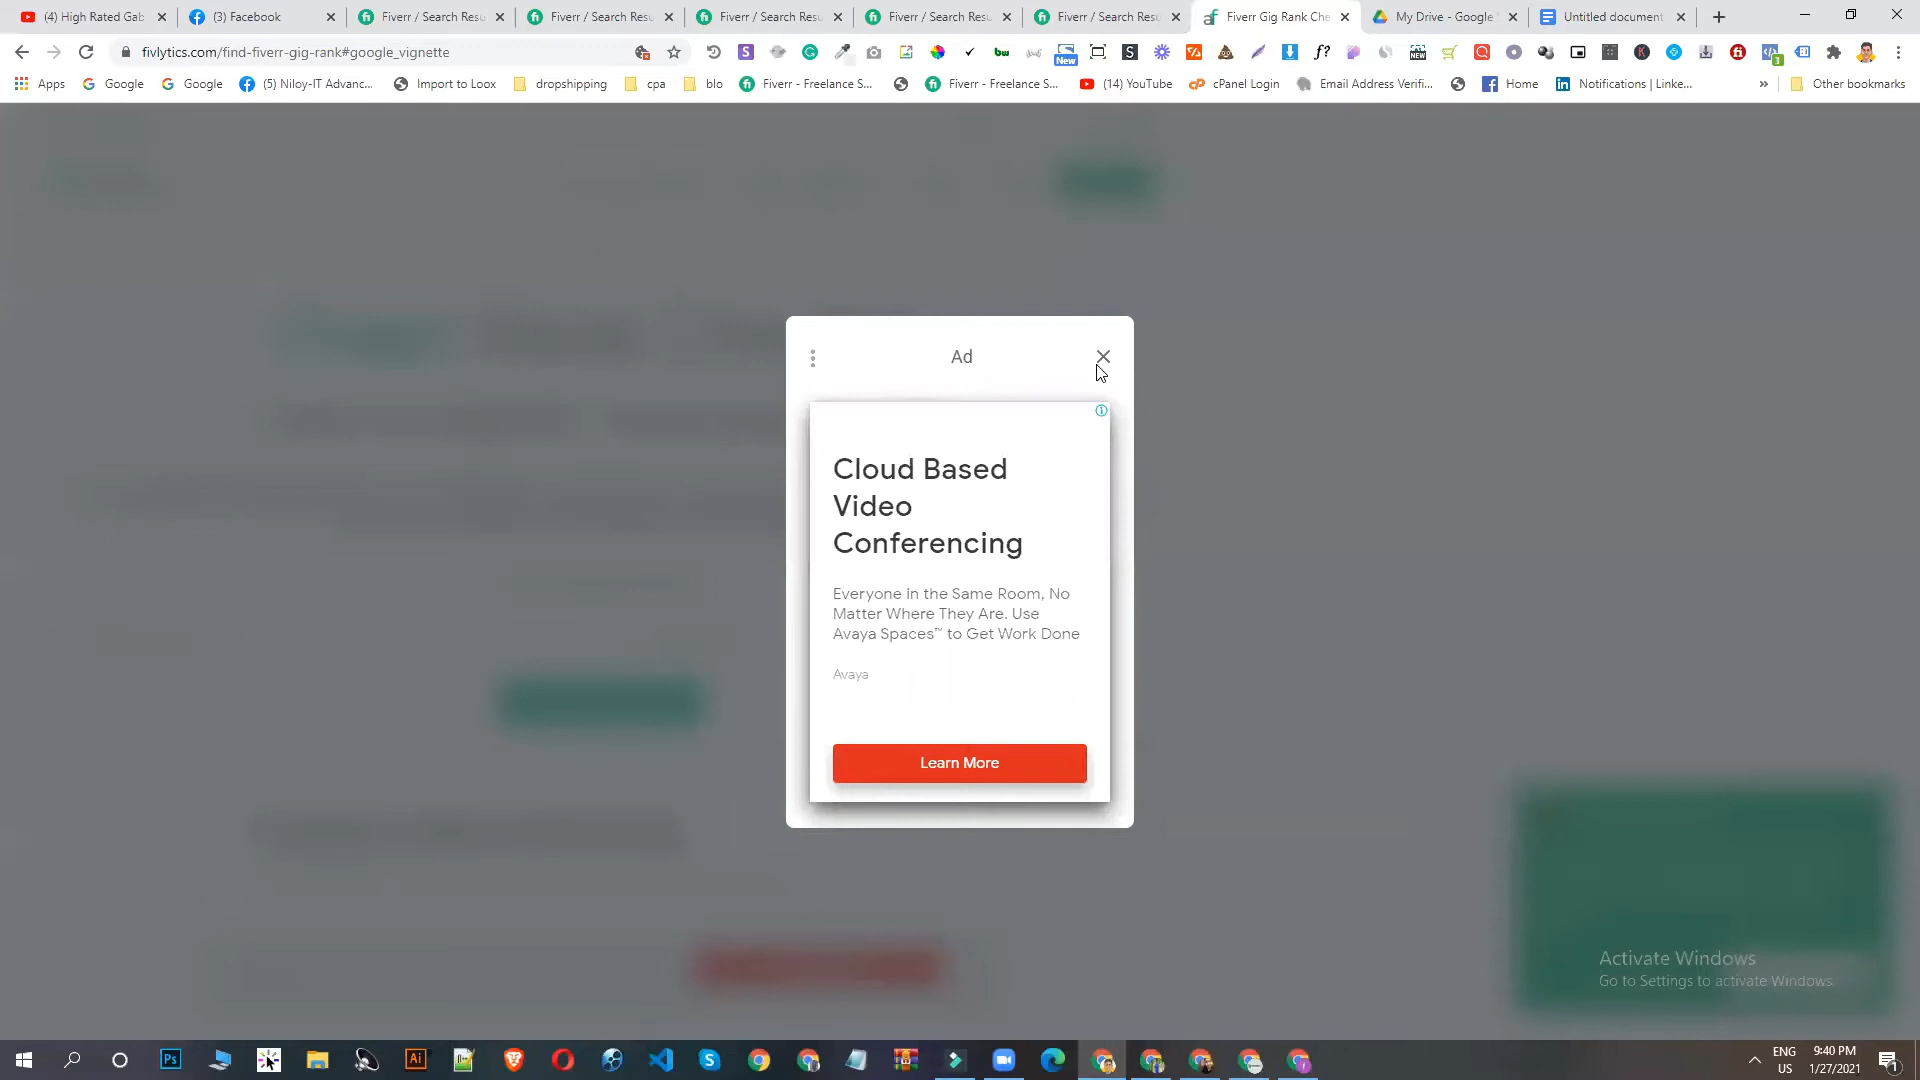 (4) High Rated Gab
(3) Facebook
Fiverr / Search Resu
Fiverr / Search Resu
Fiverr / Search Resu
Fiverr / Search Resu
Fiverr / Search Resu
Fiverr Gig Rank Che
My Drive - Google
Untitled document
fivlytics.com/find-fiverr-gig-rank#google_vignette
New
Apps
Google
Google
(5) Niloy-IT Advanc...
Import to Loox
dropshipping
cpa
blo
Fiverr - Freelance S...
Fiverr - Freelance S...
(14) YouTube
cPanel Login
Email Address Verifi...
Home
Notifications | Linke...
Other bookmarks
Ad
Cloud Based
Video
Conferencing
Everyone in the Same Room, No
Matter Where They Are. Use
Avaya Spaces™ to Get Work Done
Avaya
Learn More
Activate Windows
Go to Settings to activate Windows.
ENG
US
9:40 PM
1/27/2021